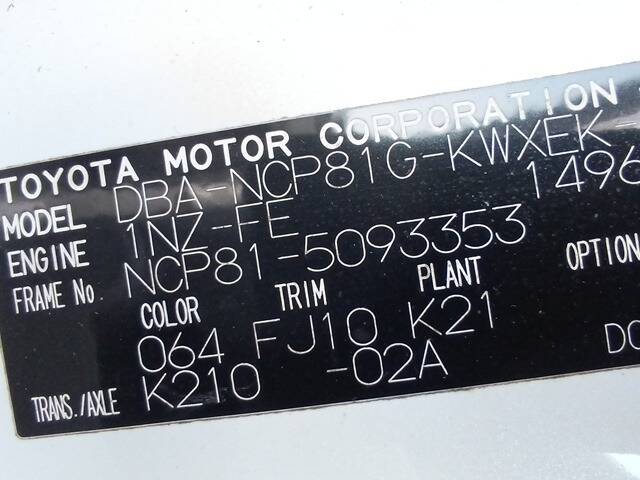 TOYOTA MOTOR CORPORATION
MODEL DBA-NCP81G-KWXEK
ENGINE 1NZ-FE 1496
FRAME No. NCP81-5093353
COLOR TRIM PLANT OPTION
064 FJ10 K21
TRANS./AXLE K210 -02A DO